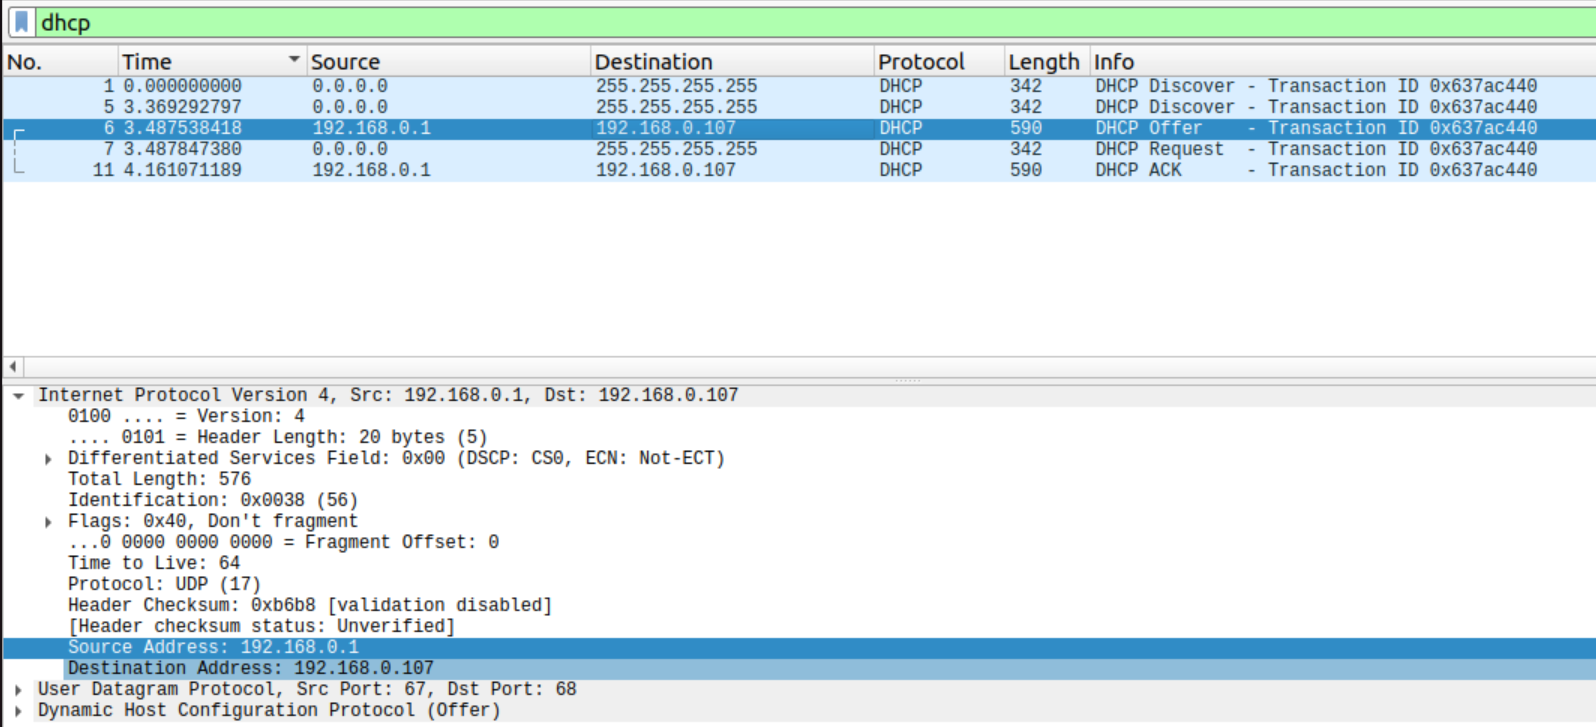 dhcp
No. Time Source Destination Protocol Length Info
1 0.000000000 0.0.0.0 255.255.255.255 DHCP 342 DHCP Discover - Transaction ID 0x637ac440
5 3.369292797 0.0.0.0 255.255.255.255 DHCP 342 DHCP Discover - Transaction ID 0x637ac440
6 3.487538418 192.168.0.1 192.168.0.107 DHCP 590 DHCP Offer - Transaction ID 0x637ac440
7 3.487847380 0.0.0.0 255.255.255.255 DHCP 342 DHCP Request - Transaction ID 0x637ac440
11 4.161071189 192.168.0.1 192.168.0.107 DHCP 590 DHCP ACK - Transaction ID 0x637ac440
Internet Protocol Version 4, Src: 192.168.0.1, Dst: 192.168.0.107
0100 .... = Version: 4
.... 0101 = Header Length: 20 bytes (5)
Differentiated Services Field: 0x00 (DSCP: CS0, ECN: Not-ECT)
Total Length: 576
Identification: 0x0038 (56)
Flags: 0x40, Don't fragment
...0 0000 0000 0000 = Fragment Offset: 0
Time to Live: 64
Protocol: UDP (17)
Header Checksum: 0xb6b8 [validation disabled]
[Header checksum status: Unverified]
Source Address: 192.168.0.1
Destination Address: 192.168.0.107
User Datagram Protocol, Src Port: 67, Dst Port: 68
Dynamic Host Configuration Protocol (Offer)